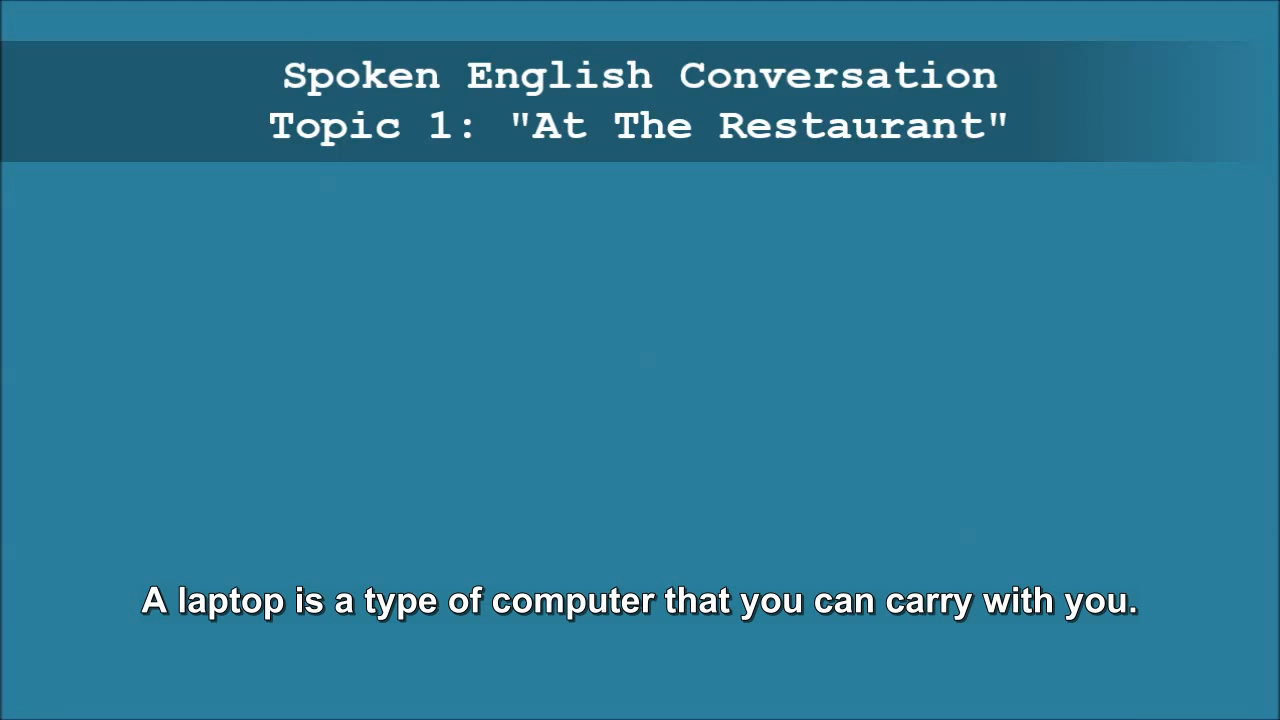 Spoken English Conversation
Topic 1: "At The Restaurant"
A laptop is a type of computer that you can carry with you.